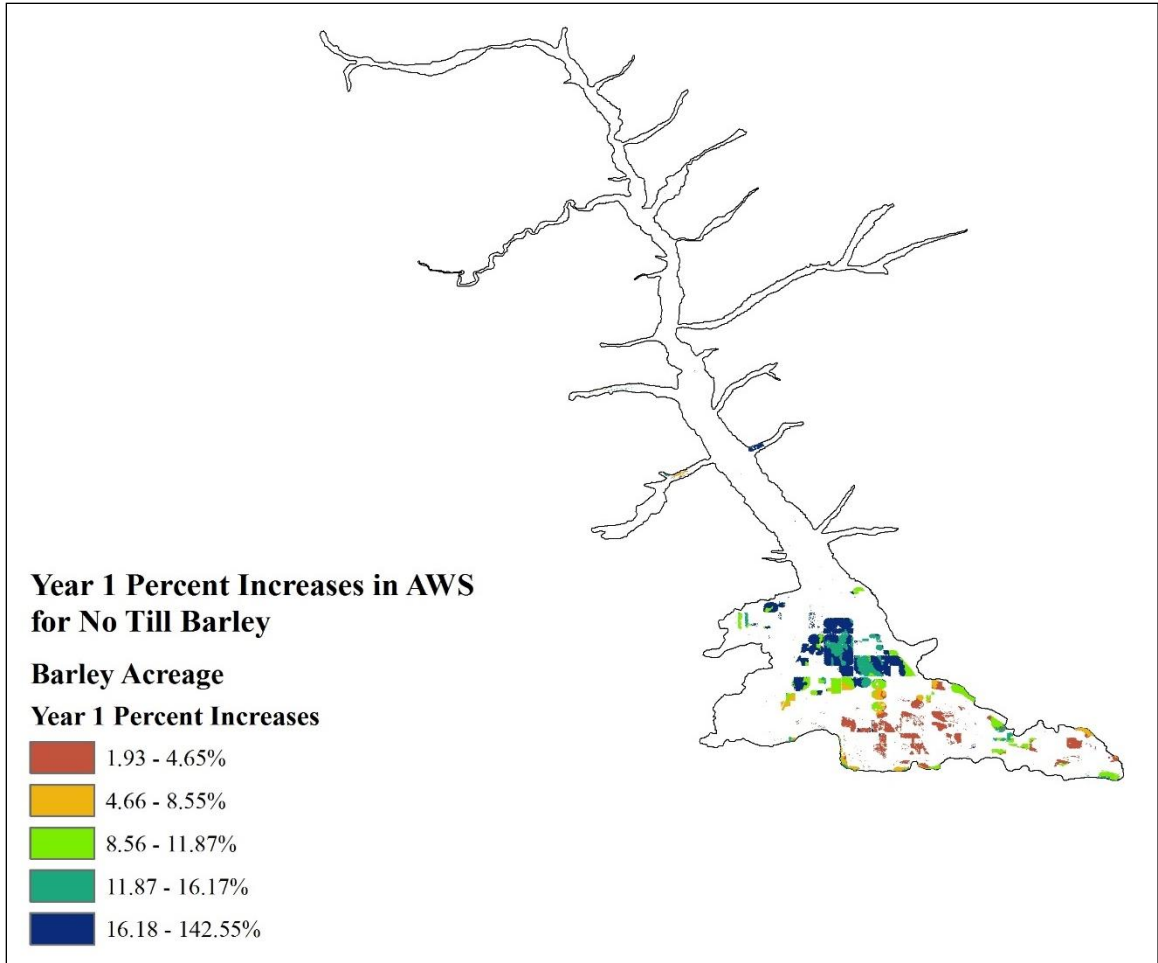 Year 1 Percent Increases in AWS
for No Till Barley
Barley Acreage
Year 1 Percent Increases
1.93 - 4.65%
4.66 - 8.55%
8.56 - 11.87%
11.87 - 16.17%
16.18 - 142.55%